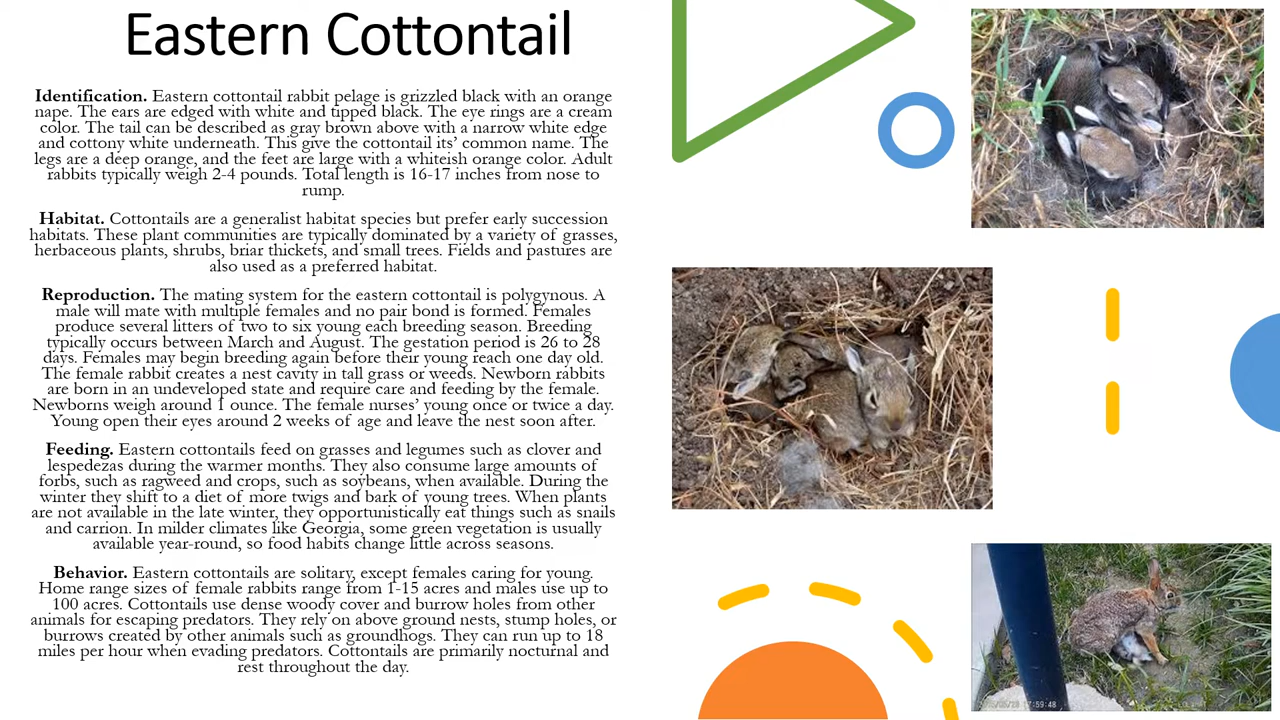 Eastern Cottontail
Identification. Eastern cottontail rabbit pelage is grizzled black with an orange
nape. The ears are edged with white and tipped black. The eye rings are a cream
color. The tail can be described as gray brown above with a narrow white edge
and cottony white underneath. This give the cottontail its’ common name. The
legs are a deep orange, and the feet are large with a whiteish orange color. Adult
rabbits typically weigh 2-4 pounds. Total length is 16-17 inches from nose to
rump.
Habitat. Cottontails are a generalist habitat species but prefer early succession
habitats. These plant communities are typically dominated by a variety of grasses,
herbaceous plants, shrubs, briar thickets, and small trees. Fields and pastures are
also used as a preferred habitat.
Reproduction. The mating system for the eastern cottontail is polygynous. A
male will mate with multiple females and no pair bond is formed. Females
produce several litters of two to six young each breeding season. Breeding
typically occurs between March and August. The gestation period is 26 to 28
days. Females may begin breeding again before their young reach one day old.
The female rabbit creates a nest cavity in tall grass or weeds. Newborn rabbits
are born in an undeveloped state and require care and feeding by the female.
Newborns weigh around 1 ounce. The female nurses’ young once or twice a day.
Young open their eyes around 2 weeks of age and leave the nest soon after.
Feeding. Eastern cottontails feed on grasses and legumes such as clover and
lespedezas during the warmer months. They also consume large amounts of
forbs, such as ragweed and crops, such as soybeans, when available. During the
winter they shift to a diet of more twigs and bark of young trees. When plants
are not available in the late winter, they opportunistically eat things such as snails
and carrion. In milder climates like Georgia, some green vegetation is usually
available year-round, so food habits change little across seasons.
Behavior. Eastern cottontails are solitary, except females caring for young.
Home range sizes of female rabbits range from 1-15 acres and males use up to
100 acres. Cottontails use dense woody cover and burrow holes from other
animals for escaping predators. They rely on above ground nests, stump holes, or
burrows created by other animals such as groundhogs. They can run up to 18
miles per hour when evading predators. Cottontails are primarily nocturnal and
rest throughout the day.
17:59:48